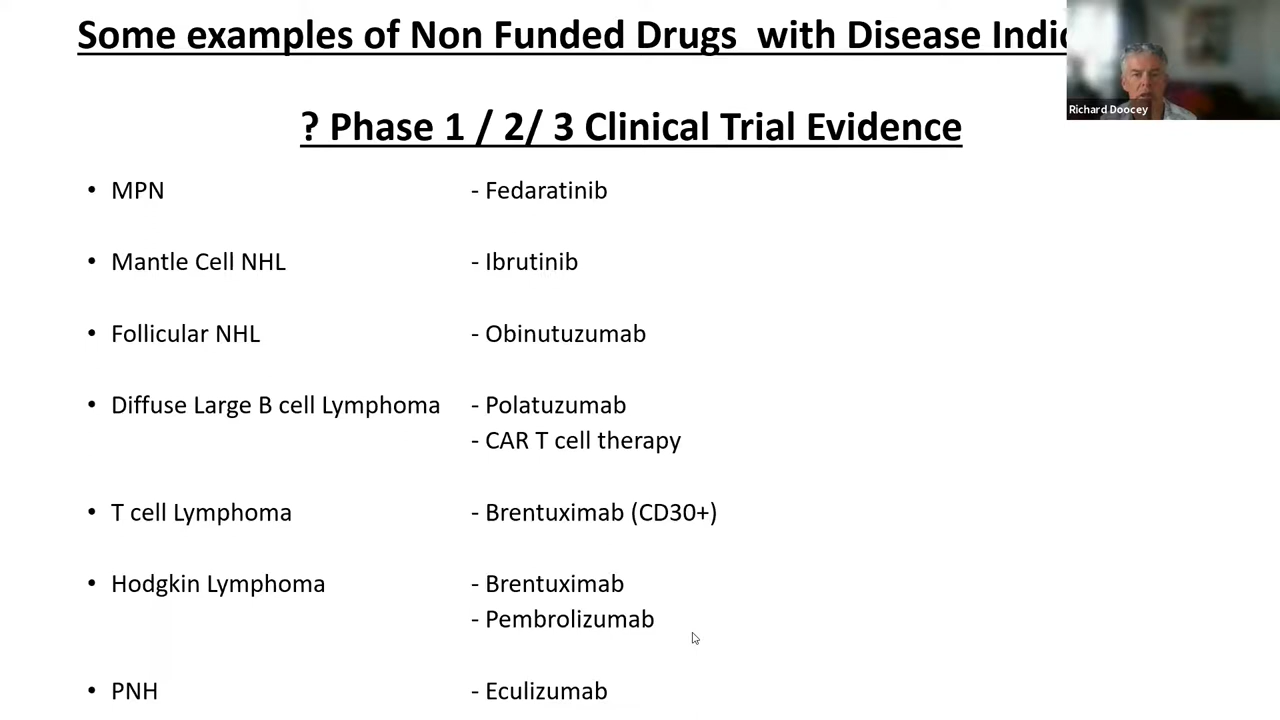 Some examples of Non Funded Drugs with Disease
Richard Doocey
? Phase 1 / 2/ 3 Clinical Trial Evidence
• MPN - Fedaratinib
• Mantle Cell NHL - Ibrutinib
• Follicular NHL - Obinutuzumab
• Diffuse Large B cell Lymphoma - Polatuzumab
- CAR T cell therapy
• T cell Lymphoma - Brentuximab (CD30+)
• Hodgkin Lymphoma - Brentuximab
- Pembrolizumab
• PNH - Eculizumab